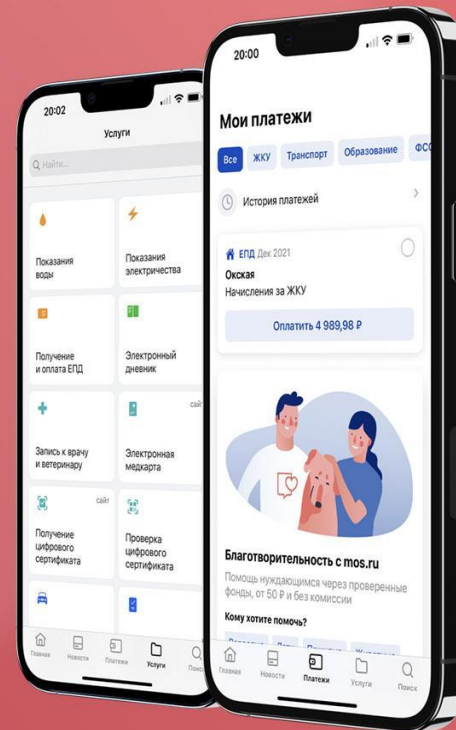 20:02
Услуги
Найти...
Показания
воды
Показания
электричества
Получение
и оплата ЕПД
Электронный
дневник
Запись к врачу
и ветеринару
сайт
Электронная
медкарта
сайт
Получение
цифрового
сертификата
Проверка
цифрового
сертификата
Главная
Новости
Платежи
Услуги
Поиск
20:00
Мои платежи
Все
ЖКУ
Транспорт
Образование
ФСС
История платежей
ЕПД Дек 2021
Окская
Начисления за ЖКУ
Оплатить 4 989,98 ₽
Благотворительность с mos.ru
Помощь нуждающимся через проверенные
фонды, от 50 ₽ и без комиссии
Кому хотите помочь?
Главная
Новости
Платежи
Услуги
Поиск